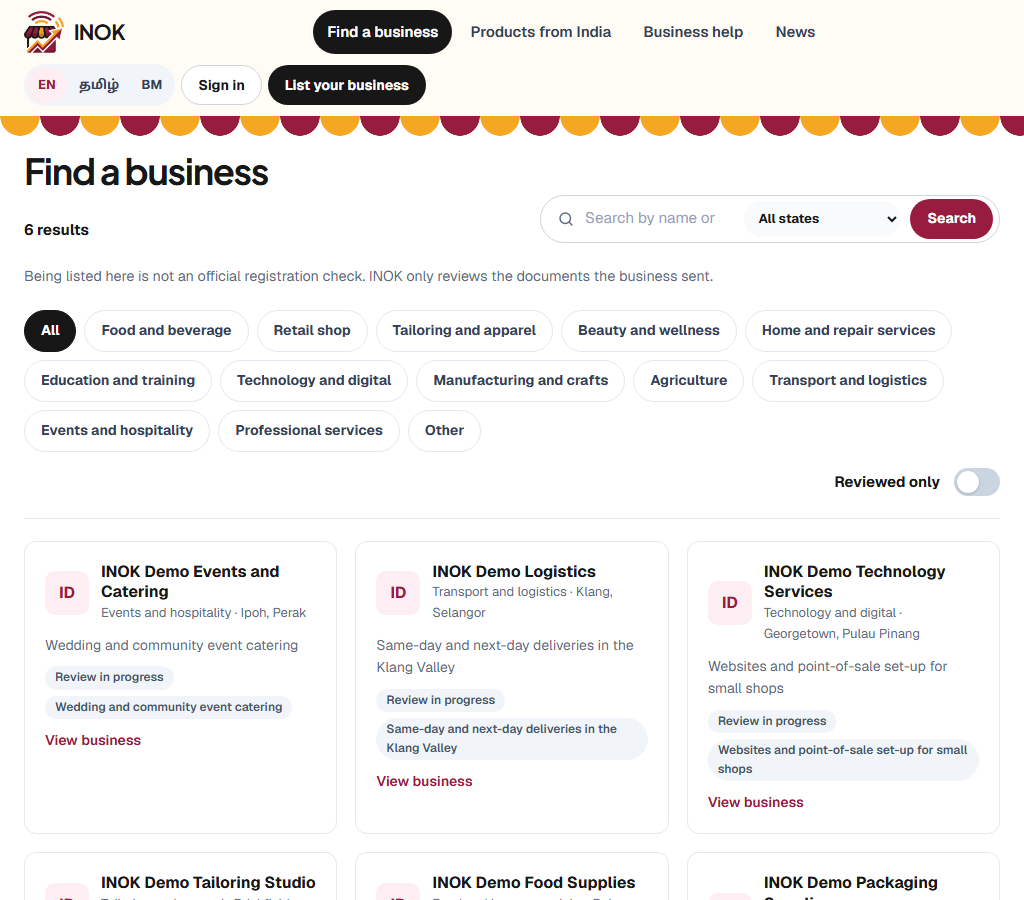 INOK
Find a business
Products from India
Business help
News
EN
தமிழ்
BM
Sign in
List your business
Find a business
6 results
Search by name or
All states
Search
Being listed here is not an official registration check. INOK only reviews the documents the business sent.
All
Food and beverage
Retail shop
Tailoring and apparel
Beauty and wellness
Home and repair services
Education and training
Technology and digital
Manufacturing and crafts
Agriculture
Transport and logistics
Events and hospitality
Professional services
Other
Reviewed only
ID
INOK Demo Events and
Catering
Events and hospitality · Ipoh, Perak
Wedding and community event catering
Review in progress
Wedding and community event catering
View business
ID
INOK Demo Logistics
Transport and logistics · Klang,
Selangor
Same-day and next-day deliveries in the
Klang Valley
Review in progress
Same-day and next-day deliveries in the
Klang Valley
View business
ID
INOK Demo Technology
Services
Technology and digital ·
Georgetown, Pulau Pinang
Websites and point-of-sale set-up for
small shops
Review in progress
Websites and point-of-sale set-up for small
shops
View business
INOK Demo Tailoring Studio
INOK Demo Food Supplies
INOK Demo Packaging